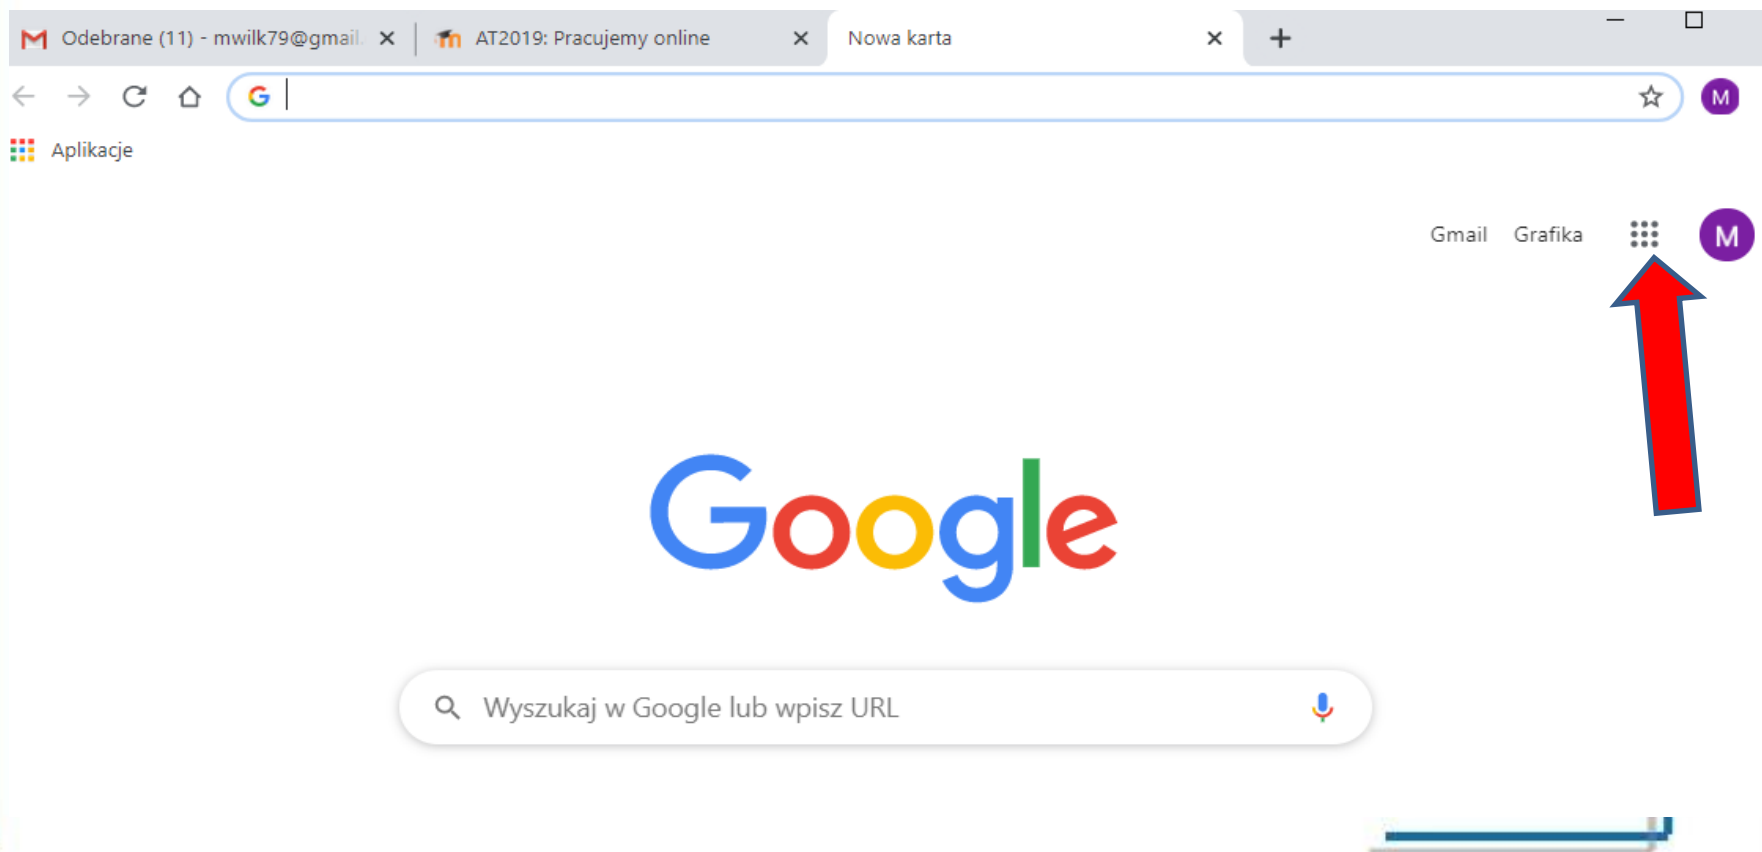 Odebrane (11) - mwilk79@gmail. AT2019: Pracujemy online Nowa karta
M
Aplikacje
Gmail Grafika M
Google
Wyszukaj w Google lub wpisz URL